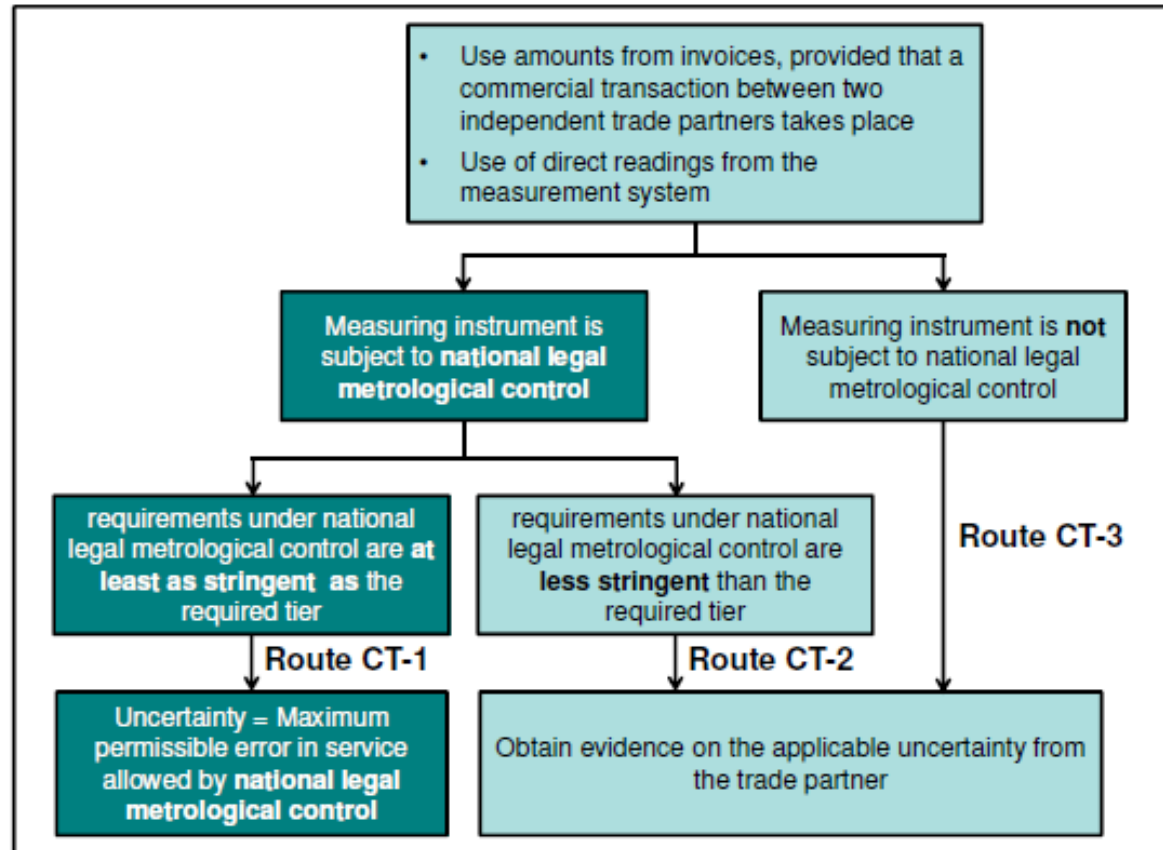 • Use amounts from invoices, provided that a
commercial transaction between two
independent trade partners takes place
• Use of direct readings from the
measurement system
Measuring instrument is
subject to national legal
metrological control
Measuring instrument is not
subject to national legal
metrological control
requirements under national
legal metrological control are at
least as stringent as the
required tier
requirements under national
legal metrological control are
less stringent than the
required tier
Route CT-3
Route CT-1
Route CT-2
Uncertainty = Maximum
permissible error in service
allowed by national legal
metrological control
Obtain evidence on the applicable uncertainty from
the trade partner